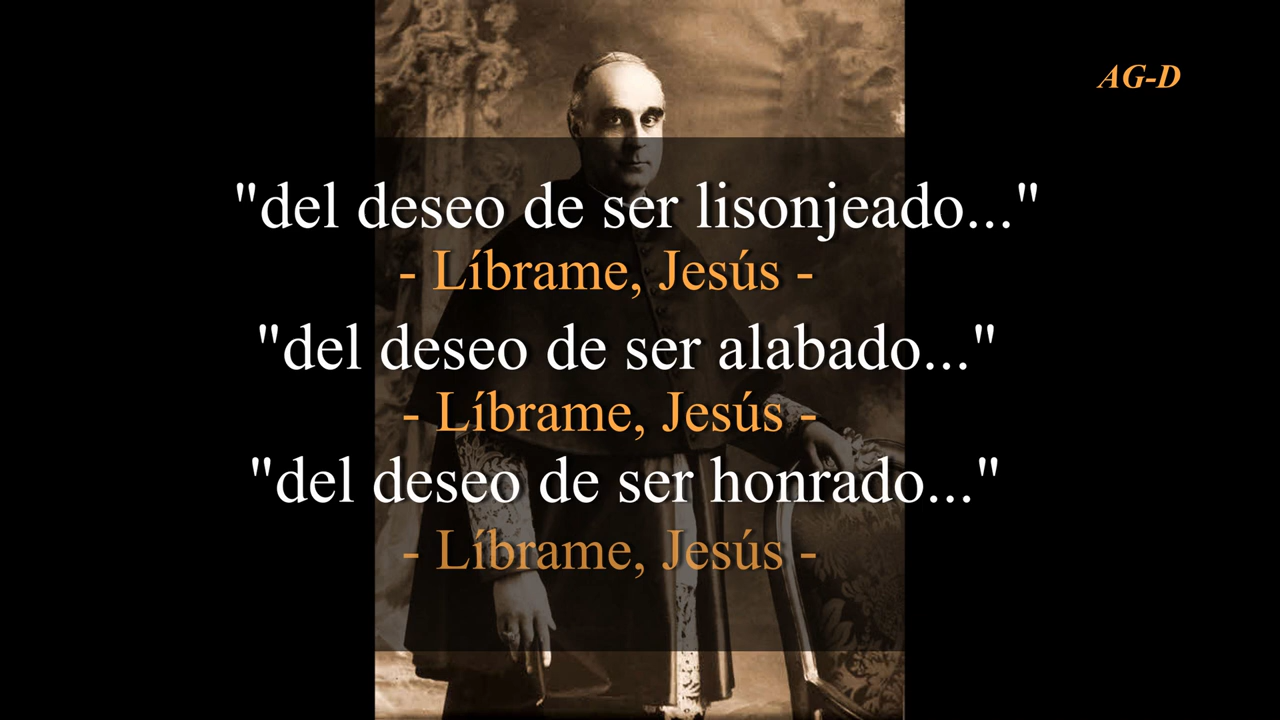 AG-D
"del deseo de ser lisonjeado..."
- Líbrame, Jesús -
"del deseo de ser alabado..."
- Líbrame, Jesús -
"del deseo de ser honrado..."
- Líbrame, Jesús -